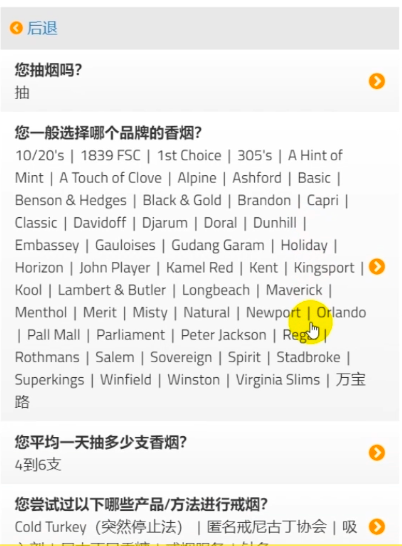 后退
您抽烟吗?
抽
您一般选择哪个品牌的香烟?
10/20's | 1839 FSC | 1st Choice | 305's | A Hint of
Mint | A Touch of Clove | Alpine | Ashford | Basic |
Benson & Hedges | Black & Gold | Brandon | Capri |
Classic | Davidoff | Djarum | Doral | Dunhill |
Embassey | Gauloises | Gudang Garam | Holiday |
Horizon | John Player | Kamel Red | Kent | Kingsport |
Kool | Lambert & Butler | Longbeach | Maverick |
Menthol | Merit | Misty | Natural | Newport | Orlando
| Pall Mall | Parliament | Peter Jackson | |
Rothmans | Salem | Sovereign | Spirit | Stadbroke |
Superkings | Winfield | Winston | Virginia Slims | 万宝
路
您平均一天抽多少支香烟?
4到6支
您尝试过以下哪些产品/方法进行戒烟?
Cold Turkey（突然停止法） | 匿名戒尼古丁协会 | 吸